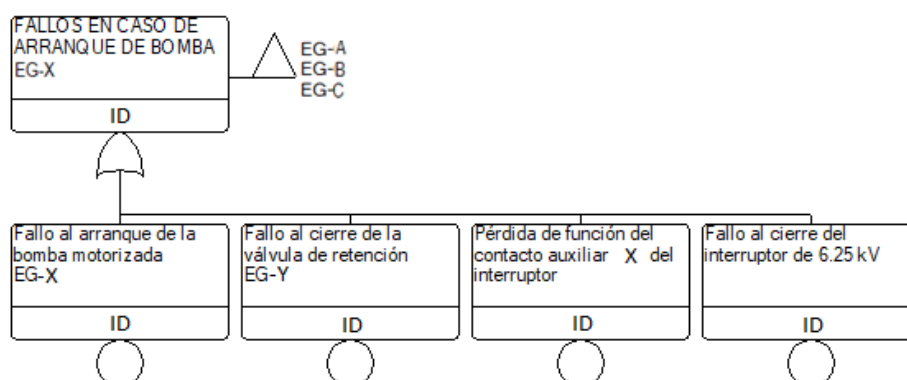 FALLOS EN CASO DE
ARRANQUE DE BOMBA
EG-X
ID
EG-A
EG-B
EG-C
Fallo al arranque de la
bomba motorizada
EG-X
ID
Fallo al cierre de la
válvula de retención
EG-Y
ID
Pérdida de función del
contacto auxiliar X del
interruptor
ID
Fallo al cierre del
interruptor de 6.25 kV
ID